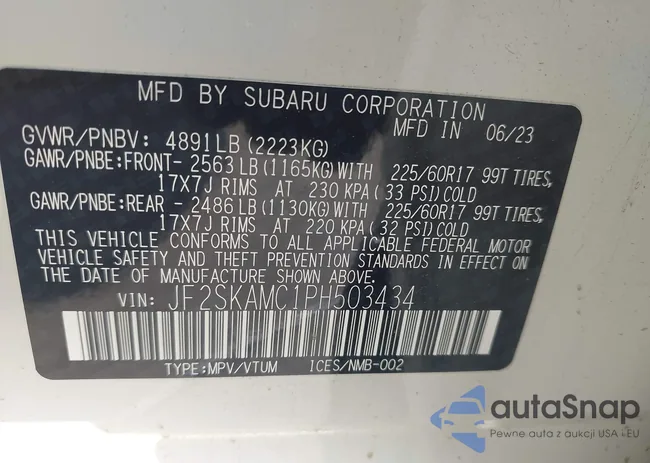 MFD BY SUBARU CORPORATION
GVWR/PNBV: 4891LB (2223KG) MFD IN 06/23
GAWR/PNBE:FRONT- 2563LB (1165KG)WITH 225/60R17 99T TIRES,
17X7J RIMS AT 230 KPA ( 33 PSI) COLD
GAWR/PNBE:REAR - 2486LB (1130KG)WITH 225/60R17 99T TIRES,
17X7J RIMS AT 220 KPA ( 32 PSI) COLD
THIS VEHICLE CONFORMS TO ALL APPLICABLE FEDERAL MOTOR
VEHICLE SAFETY AND THEFT PREVENTION STANDARDS IN EFFECT ON
THE DATE OF MANUFACTURE SHOWN ABOVE.
VIN: JF2SKAMC1PH503434
TYPE:MPV/VTUM ICES/NMB-002
autaSnap
Pewne auta z aukcji USA i EU